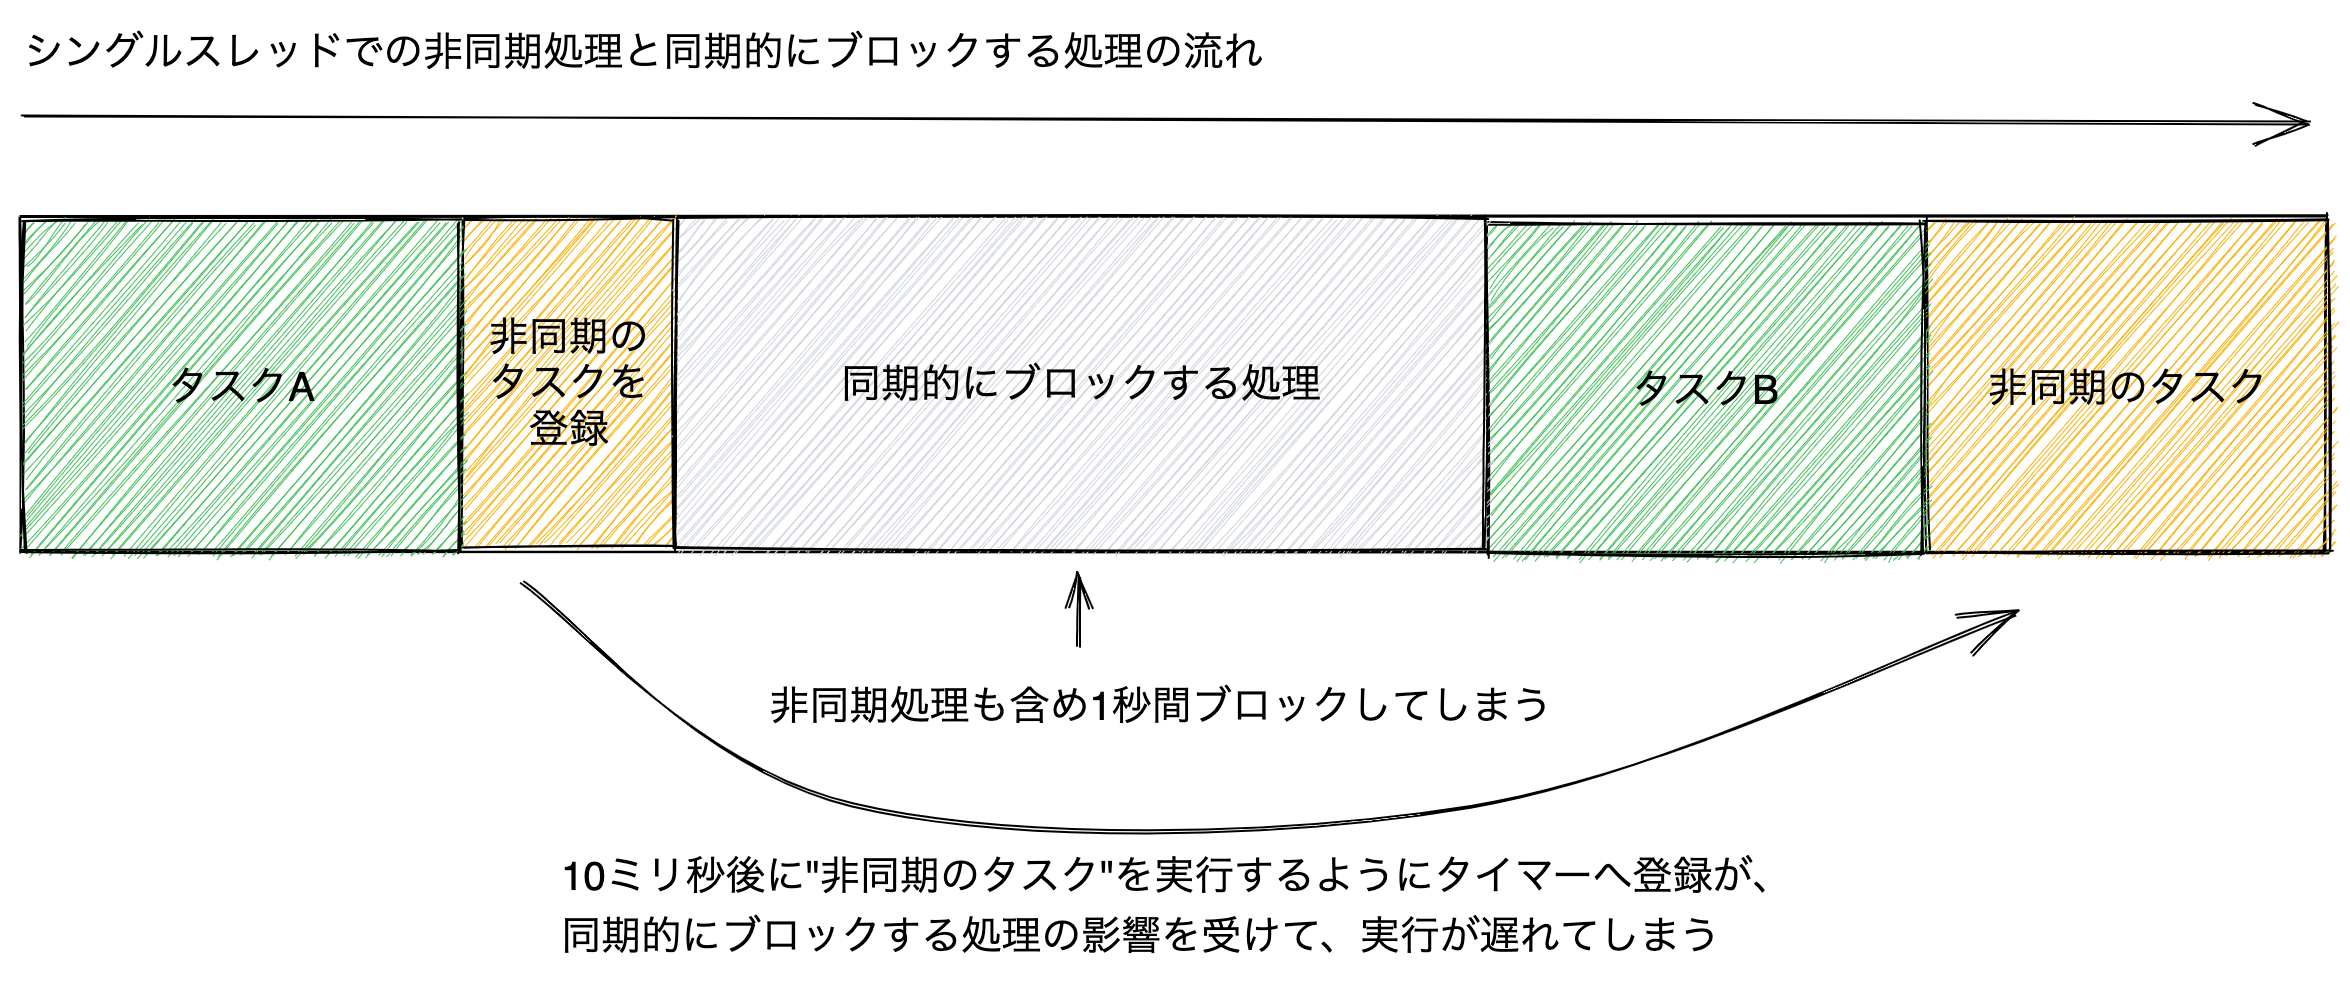 シングルスレッドでの非同期処理と同期的にブロックする処理の流れ
タスクA
非同期の
タスクを
登録
同期的にブロックする処理
タスクB
非同期のタスク
非同期処理も含め1秒間ブロックしてしまう
10ミリ秒後に"非同期のタスク"を実行するようにタイマーへ登録が、
同期的にブロックする処理の影響を受けて、実行が遅れてしまう